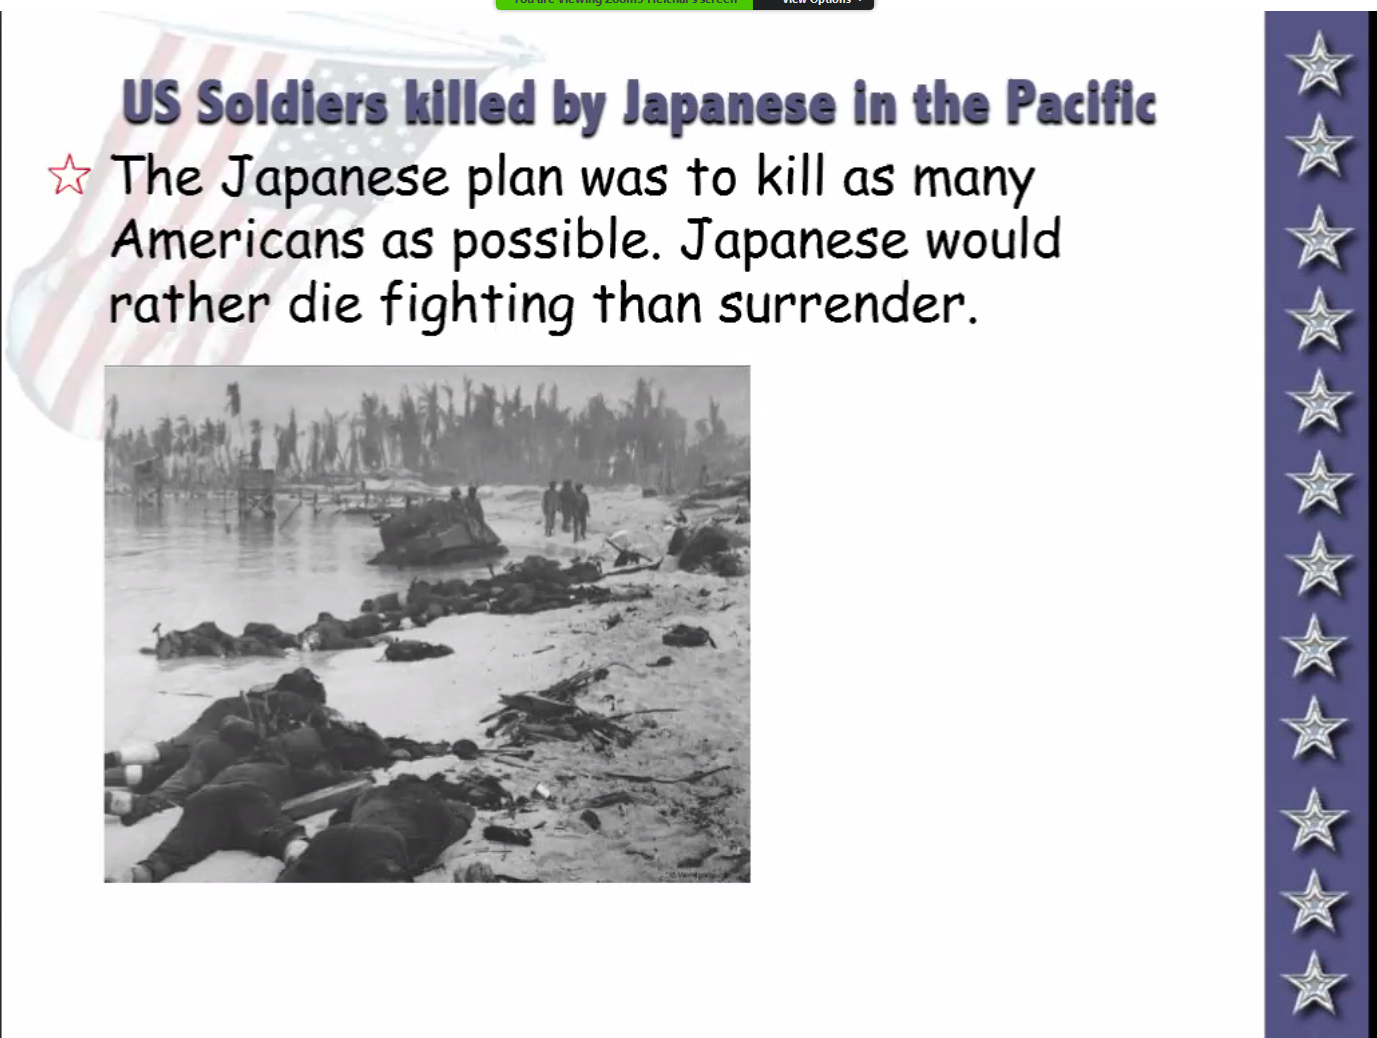 View Options
US Soldiers killed by Japanese in the Pacific
The Japanese plan was to kill as many
Americans as possible. Japanese would
rather die fighting than surrender.